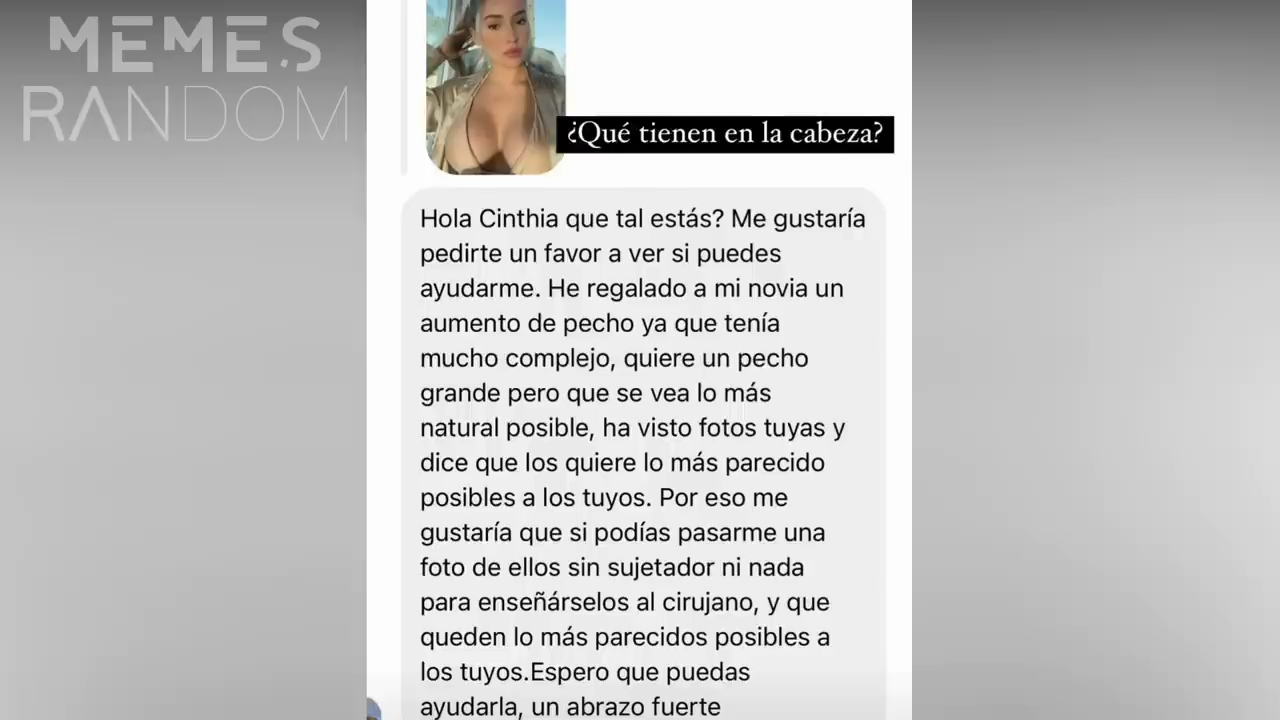 MEMES
RANDOM
¿Qué tienen en la cabeza?
Hola Cinthia que tal estás? Me gustaría
pedirte un favor a ver si puedes
ayudarme. He regalado a mi novia un
aumento de pecho ya que tenía
mucho complejo, quiere un pecho
grande pero que se vea lo más
natural posible, ha visto fotos tuyas y
dice que los quiere lo más parecido
posibles a los tuyos. Por eso me
gustaría que si podías pasarme una
foto de ellos sin sujetador ni nada
para enseñárselos al cirujano, y que
queden lo más parecidos posibles a
los tuyos.Espero que puedas
ayudarla, un abrazo fuerte